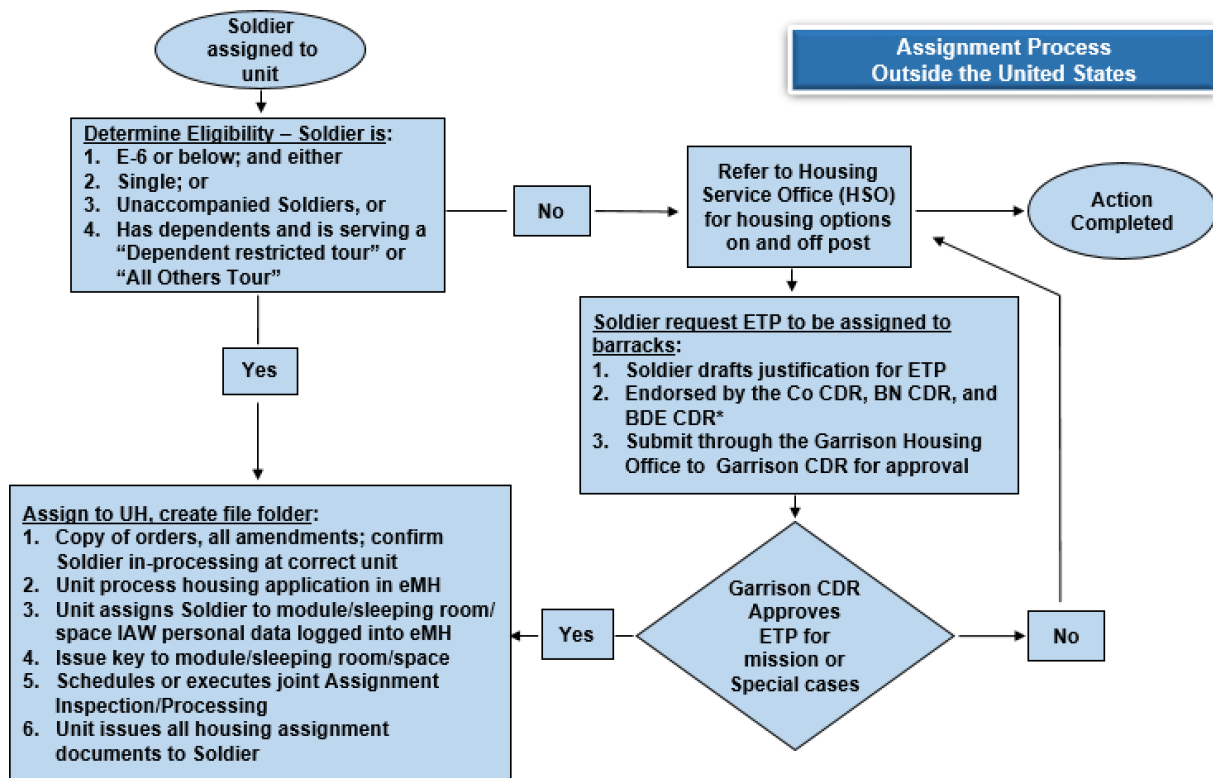 Soldier
assigned to
unit
Assignment Process
Outside the United States
Determine Eligibility – Soldier is:
1. E-6 or below; and either
2. Single; or
3. Unaccompanied Soldiers, or
4. Has dependents and is serving a
“Dependent restricted tour” or
“All Others Tour”
No
Refer to Housing
Service Office (HSO)
for housing options
on and off post
Action
Completed
Yes
Soldier request ETP to be assigned to
barracks:
1. Soldier drafts justification for ETP
2. Endorsed by the Co CDR, BN CDR, and
BDE CDR*
3. Submit through the Garrison Housing
Office to Garrison CDR for approval
Assign to UH, create file folder:
1. Copy of orders, all amendments; confirm
Soldier in-processing at correct unit
2. Unit process housing application in eMH
3. Unit assigns Soldier to module/sleeping room/
space IAW personal data logged into eMH
4. Issue key to module/sleeping room/space
5. Schedules or executes joint Assignment
Inspection/Processing
6. Unit issues all housing assignment
documents to Soldier
Yes
Garrison CDR
Approves
ETP for
mission or
Special cases
No